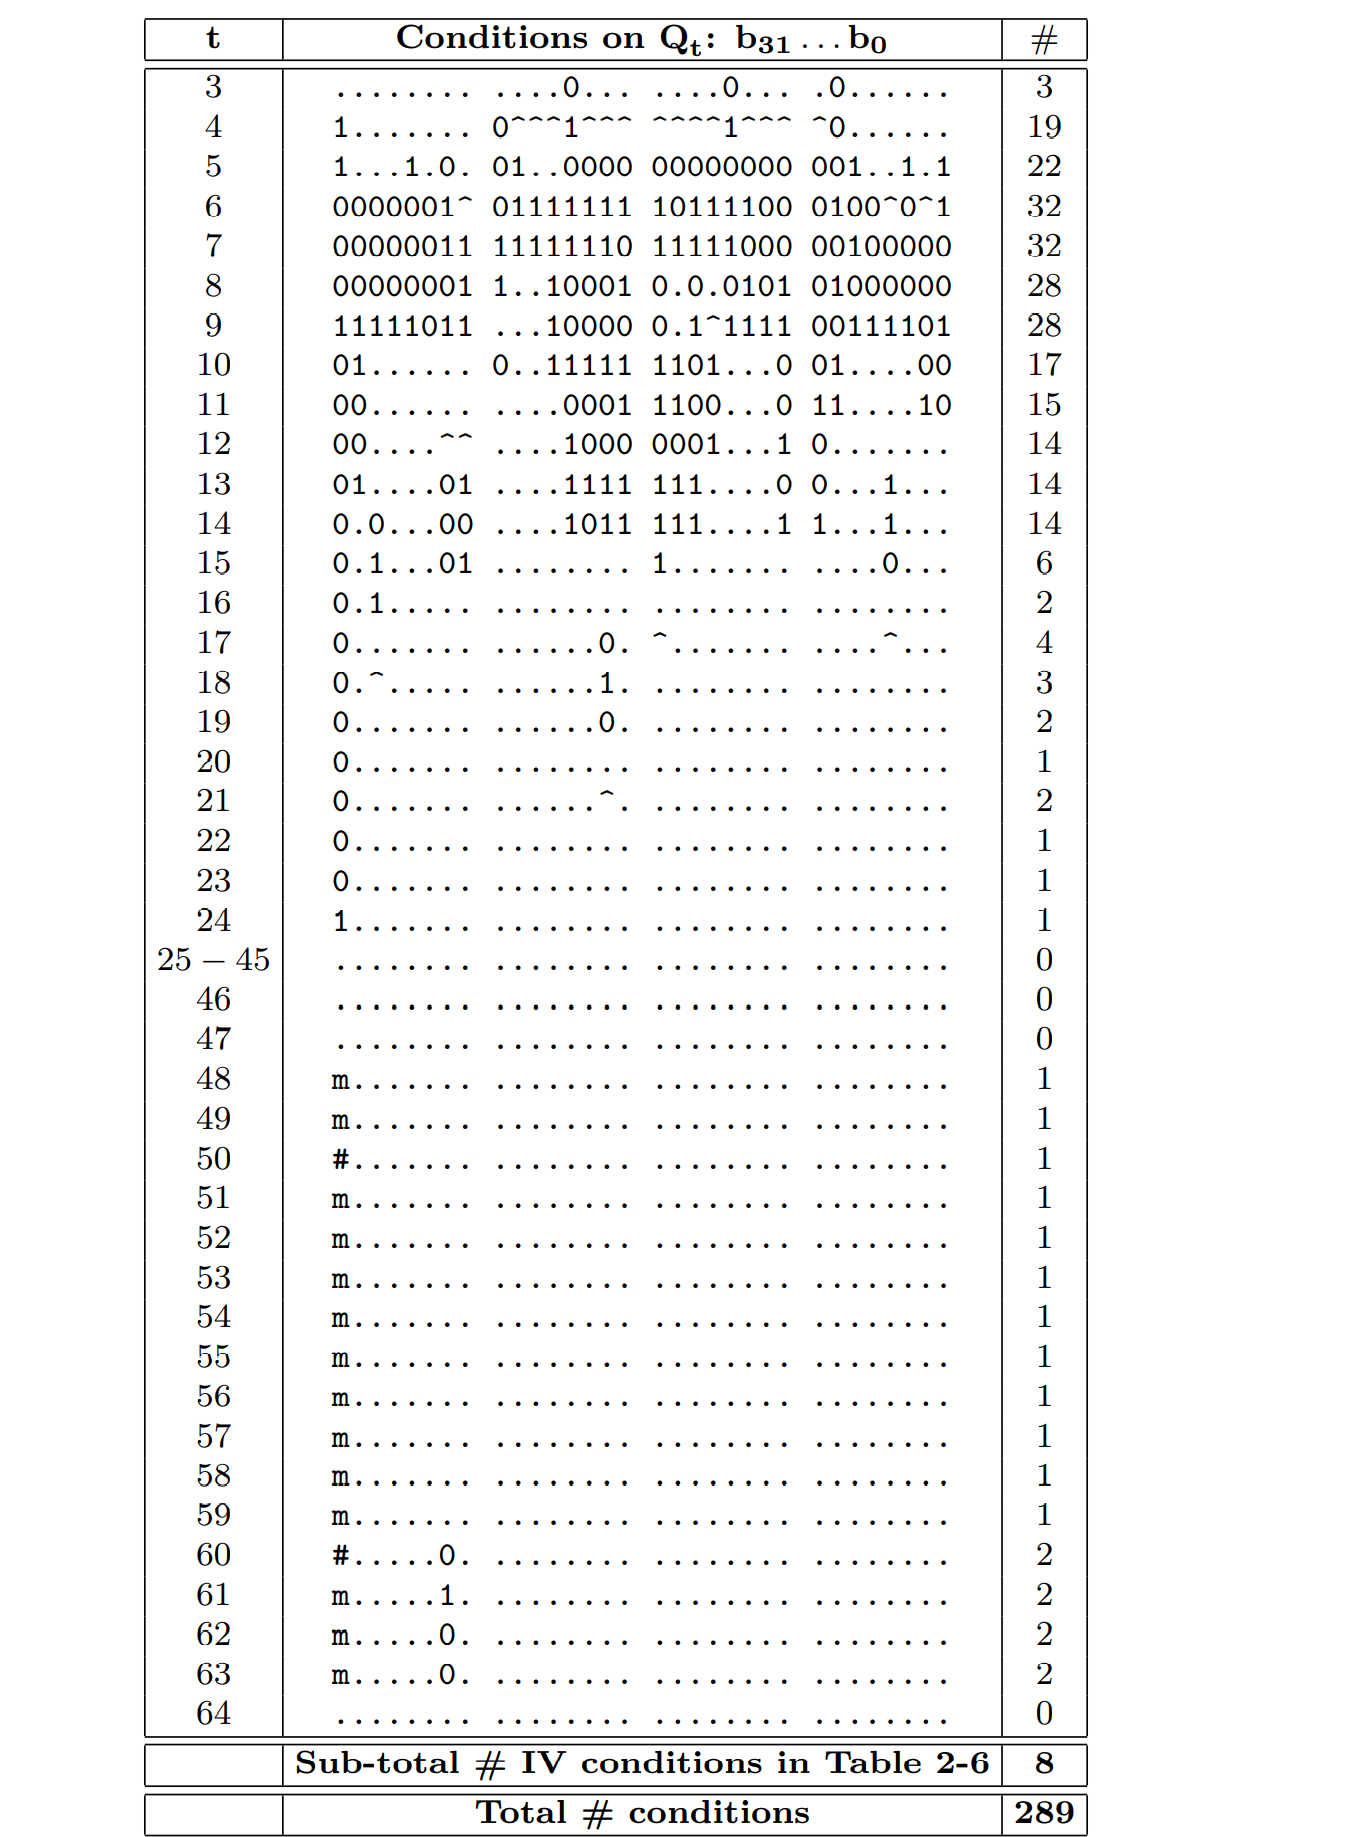 t Conditions on Qt: b31 ... b0 #
3 ........ ....0... ....0... .0...... 3
4 1....... 0^^^1^^^ ^^^^1^^^ ^0...... 19
5 1...1.0. 01..0000 00000000 001..1.1 22
6 0000001^ 01111111 10111100 0100^0^1 32
7 00000011 11111110 11111000 00100000 32
8 00000001 1..10001 0.0.0101 01000000 28
9 11111011 ...10000 0.1^1111 00111101 28
10 01...... 0..11111 1101...0 01....00 17
11 00...... ....0001 1100...0 11....10 15
12 00....^^ ....1000 0001...1 0....... 14
13 01....01 ....1111 111....0 0...1... 14
14 0.0...00 ....1011 111....1 1...1... 14
15 0.1...01 ........ 1....... ....0... 6
16 0.1..... ........ ........ ........ 2
17 0....... ......0. ^....... ....^... 4
18 0.^..... ......1. ........ ........ 3
19 0....... ......0. ........ ........ 2
20 0....... ........ ........ ........ 1
21 0....... ......^. ........ ........ 2
22 0....... ........ ........ ........ 1
23 0....... ........ ........ ........ 1
24 1....... ........ ........ ........ 1
25 – 45 ........ ........ ........ ........ 0
46 ........ ........ ........ ........ 0
47 ........ ........ ........ ........ 0
48 m....... ........ ........ ........ 1
49 m....... ........ ........ ........ 1
50 #....... ........ ........ ........ 1
51 m....... ........ ........ ........ 1
52 m....... ........ ........ ........ 1
53 m....... ........ ........ ........ 1
54 m....... ........ ........ ........ 1
55 m....... ........ ........ ........ 1
56 m....... ........ ........ ........ 1
57 m....... ........ ........ ........ 1
58 m....... ........ ........ ........ 1
59 m....... ........ ........ ........ 1
60 #.....0. ........ ........ ........ 2
61 m.....1. ........ ........ ........ 2
62 m.....0. ........ ........ ........ 2
63 m.....0. ........ ........ ........ 2
64 ........ ........ ........ ........ 0
Sub-total # IV conditions in Table 2-6 8
Total # conditions 289